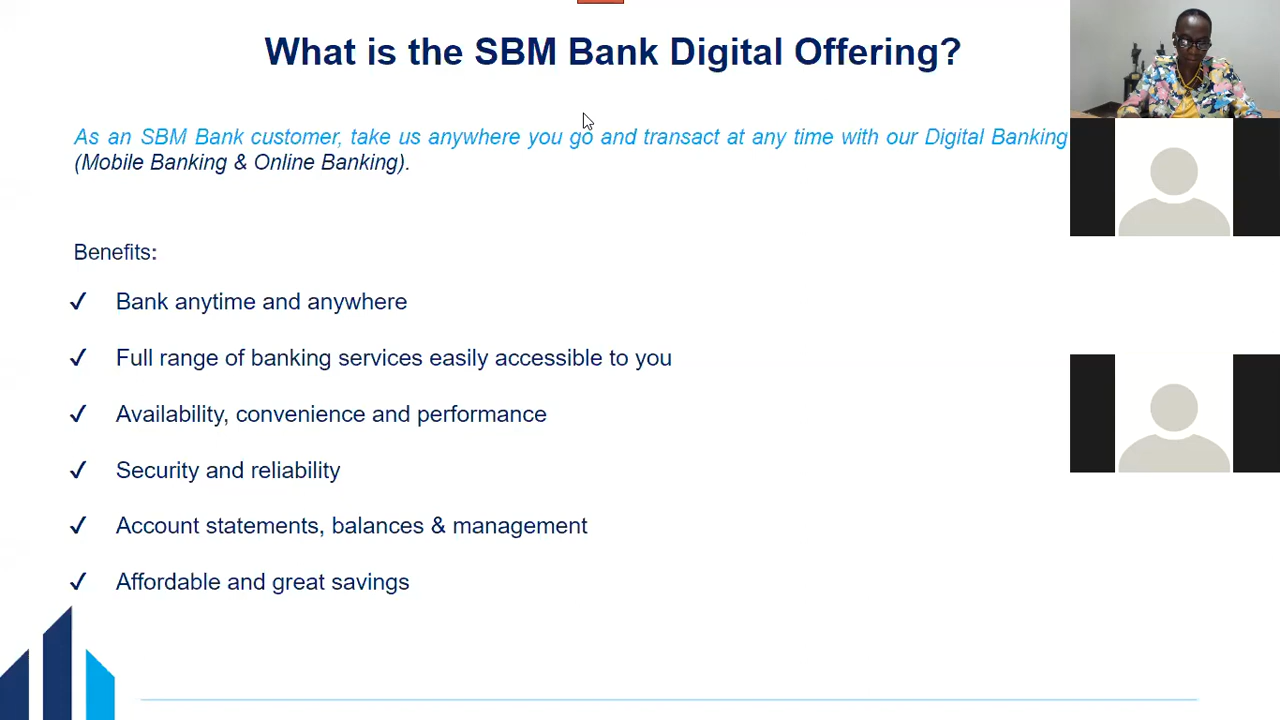 What is the SBM Bank Digital Offering?
As an SBM Bank customer, take us anywhere you go and transact at any time with our Digital Banking
(Mobile Banking & Online Banking).
Benefits:
✓ Bank anytime and anywhere
✓ Full range of banking services easily accessible to you
✓ Availability, convenience and performance
✓ Security and reliability
✓ Account statements, balances & management
✓ Affordable and great savings